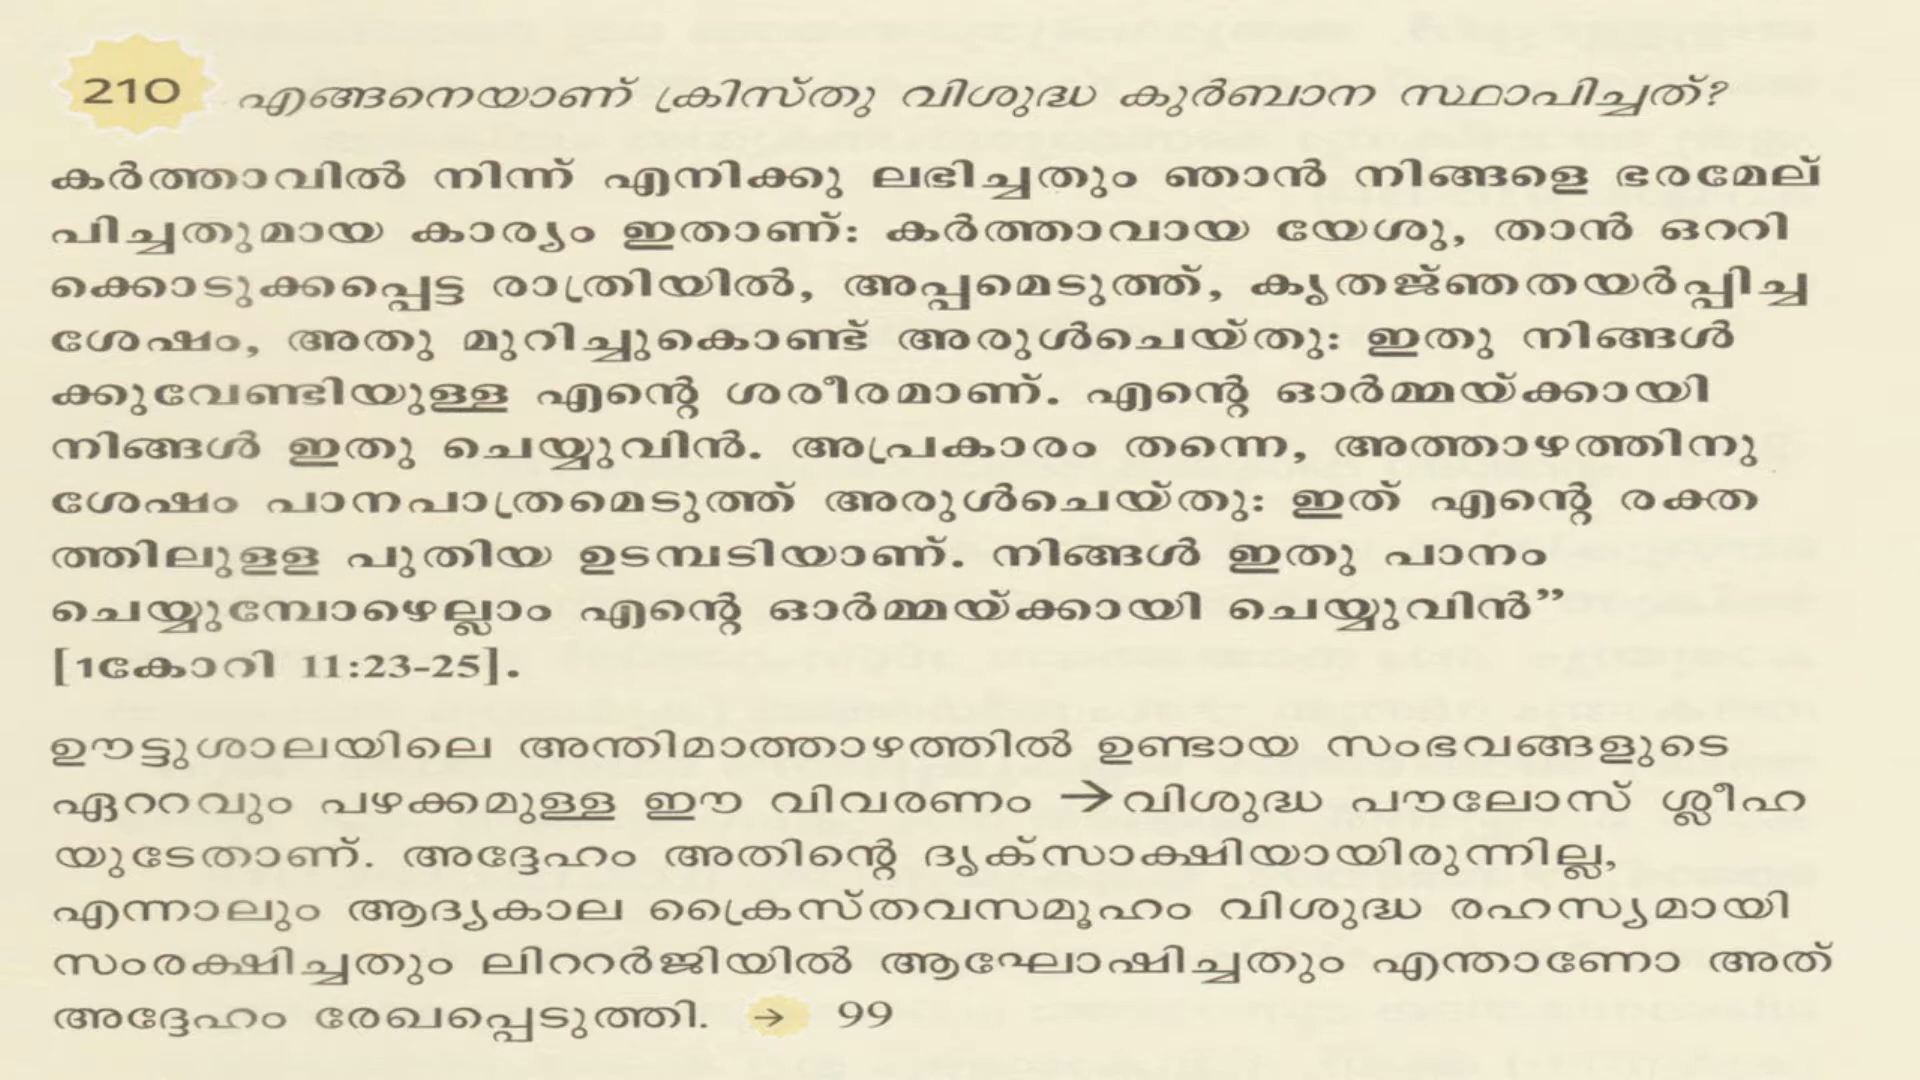 210 എങ്ങനെയാണ് ക്രിസ്തു വിശുദ്ധ കുർബാന സ്ഥാപിച്ചത്?
കർത്താവിൽ നിന്ന് എനിക്കു ലഭിച്ചതും ഞാൻ നിങ്ങളെ ഭരമേല്
പിച്ചതുമായ കാര്യം ഇതാണ്: കർത്താവായ യേശു, താൻ ഒററി
ക്കൊടുക്കപ്പെട്ട രാത്രിയിൽ, അപ്പമെടുത്ത്, കൃതജ്ഞതയർപ്പിച്ച
ശേഷം, അതു മുറിച്ചുകൊണ്ട് അരുൾചെയ്തു: ഇതു നിങ്ങൾ
ക്കുവേണ്ടിയുള്ള എന്റെ ശരീരമാണ്. എന്റെ ഓർമ്മയ്ക്കായി
നിങ്ങൾ ഇതു ചെയ്യുവിൻ. അപ്രകാരം തന്നെ, അത്താഴത്തിനു
ശേഷം പാനപാത്രമെടുത്ത് അരുൾചെയ്തു: ഇത് എന്റെ രക്ത
ത്തിലുളള പുതിയ ഉടമ്പടിയാണ്. നിങ്ങൾ ഇതു പാനം
ചെയ്യുമ്പോഴെല്ലാം എന്റെ ഓർമ്മയ്ക്കായി ചെയ്യുവിൻ”
[1കോറി 11:23-25].
ഊട്ടുശാലയിലെ അന്തിമാത്താഴത്തിൽ ഉണ്ടായ സംഭവങ്ങളുടെ
ഏററവും പഴക്കമുള്ള ഈ വിവരണം →വിശുദ്ധ പൗലോസ് ശ്ലീഹ
യുടേതാണ്. അദ്ദേഹം അതിന്റെ ദൃക്സാക്ഷിയായിരുന്നില്ല,
എന്നാലും ആദ്യകാല ക്രൈസ്തവസമൂഹം വിശുദ്ധ രഹസ്യമായി
സംരക്ഷിച്ചതും ലിററർജിയിൽ ആഘോഷിച്ചതും എന്താണോ അത്
അദ്ദേഹം രേഖപ്പെടുത്തി. → 99